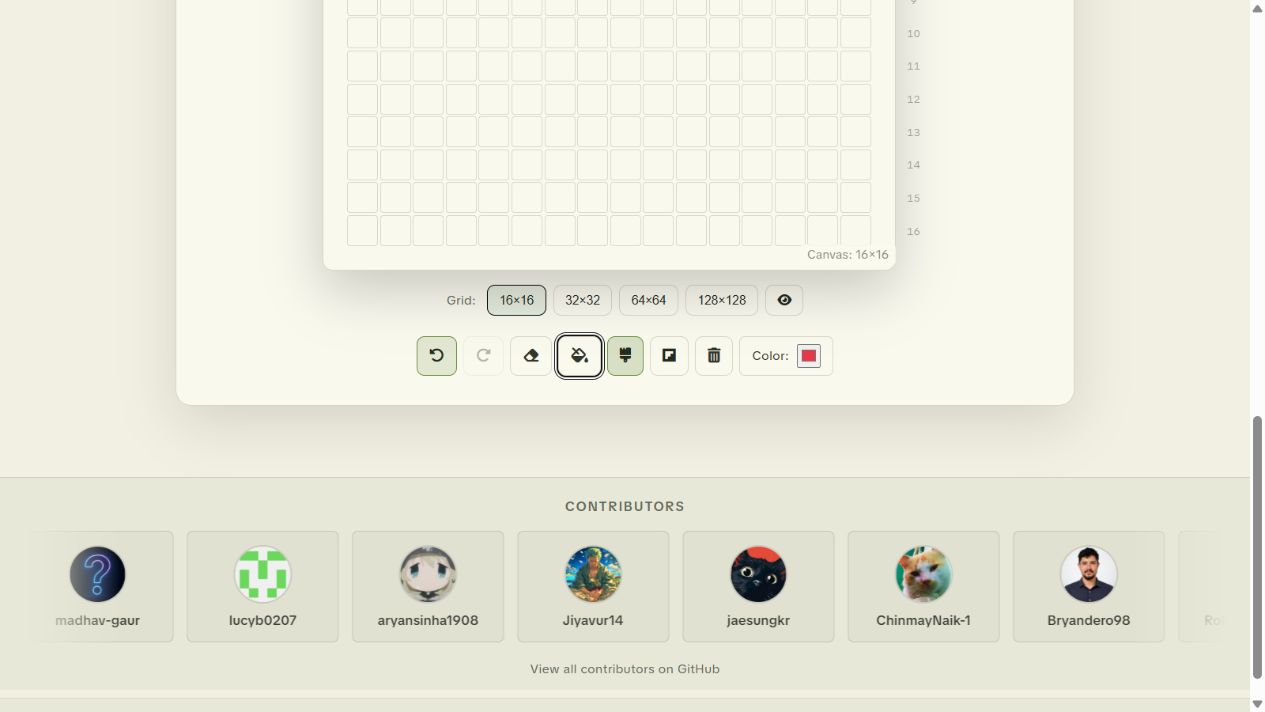 9
10
11
12
13
14
15
16
Canvas: 16×16
Grid: 16×16 32×32 64×64 128×128
Color:
CONTRIBUTORS
madhav-gaur lucyb0207 aryansinha1908 Jiyavur14 jaesungkr ChinmayNaik-1 Bryandero98
View all contributors on GitHub